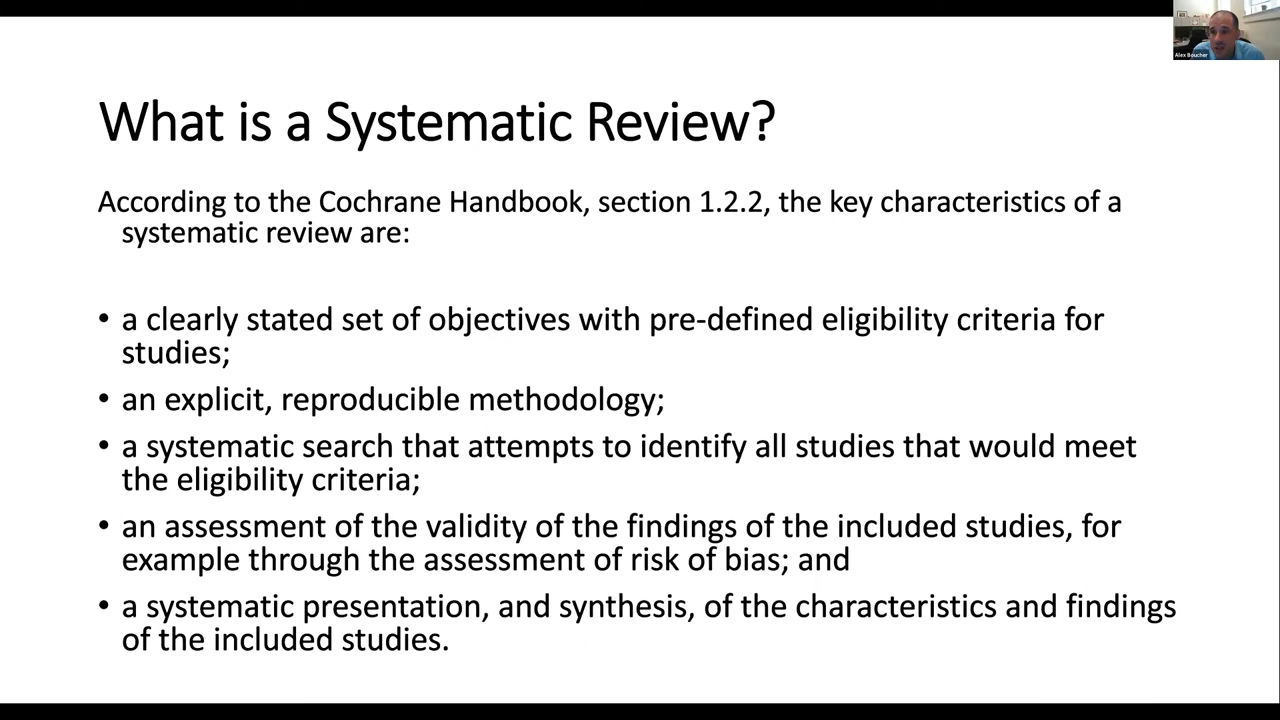 Alex Boucher
What is a Systematic Review?
According to the Cochrane Handbook, section 1.2.2, the key characteristics of a
systematic review are:
• a clearly stated set of objectives with pre-defined eligibility criteria for
studies;
• an explicit, reproducible methodology;
• a systematic search that attempts to identify all studies that would meet
the eligibility criteria;
• an assessment of the validity of the findings of the included studies, for
example through the assessment of risk of bias; and
• a systematic presentation, and synthesis, of the characteristics and findings
of the included studies.